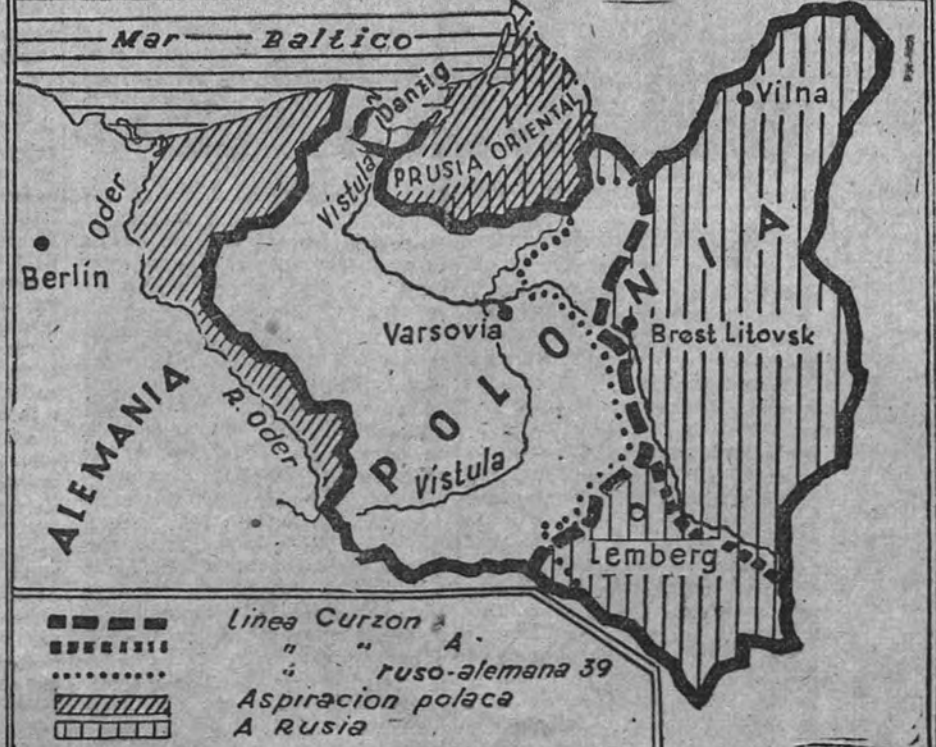 Mar Baltico
Danzig
Vilna
PRUSIA ORIENTAL
Oder
Vistula
Berlín
Varsovia
Brest Litovsk
POLONIA
ALEMANIA
R. Oder
Vistula
Lemberg
Linea Curzon
" " A
" ruso-alemana 39
Aspiracion polaca
A Rusia